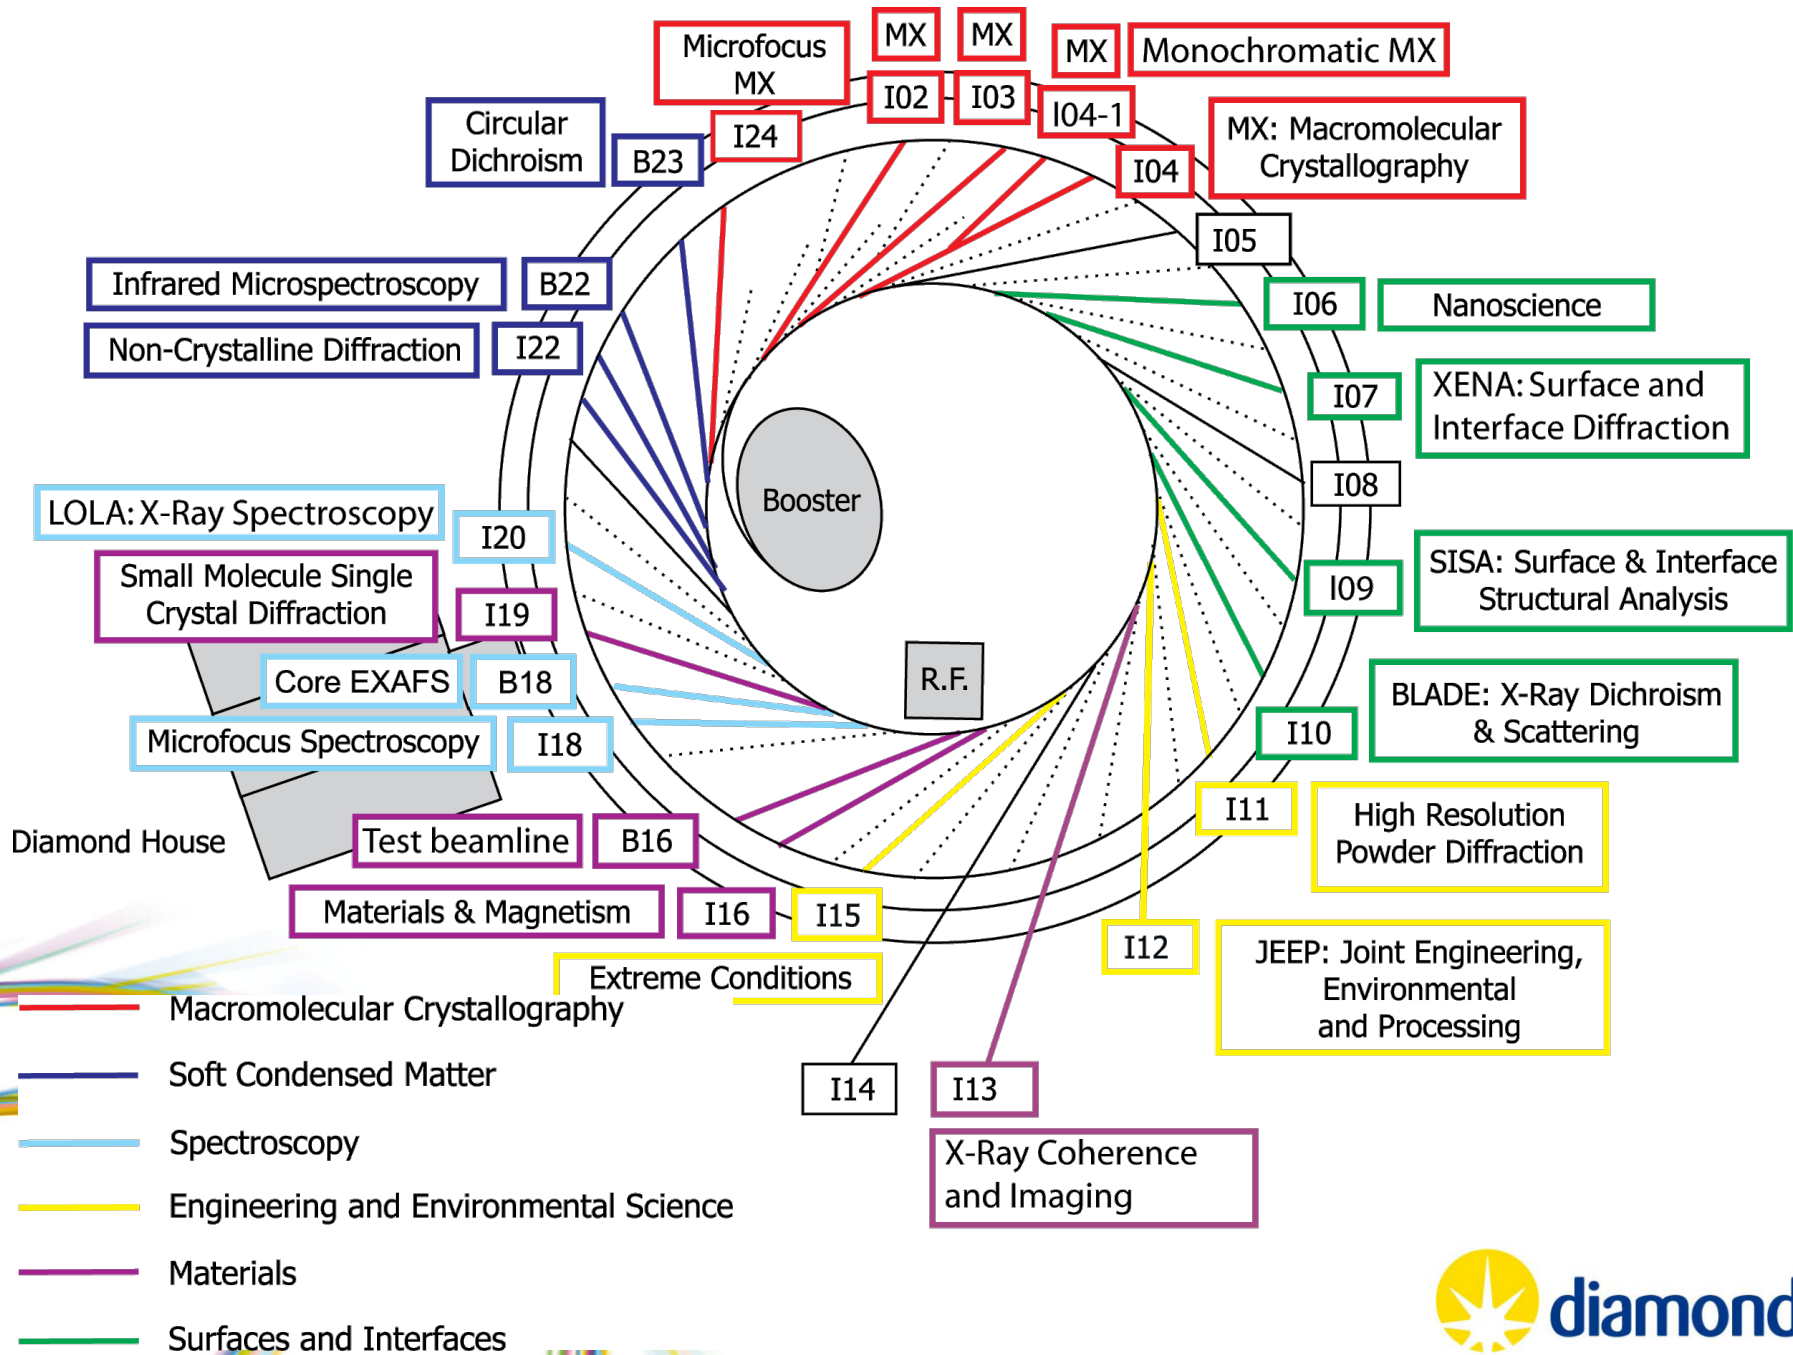 Microfocus
MX
MX
MX
MX
Monochromatic MX
I02
I03
I04-1
I24
I04
MX: Macromolecular
Crystallography
Circular
Dichroism
B23
I05
Infrared Microspectroscopy
B22
I06
Nanoscience
Non-Crystalline Diffraction
I22
I07
XENA: Surface and
Interface Diffraction
Booster
I08
LOLA: X-Ray Spectroscopy
I20
SISA: Surface & Interface
Structural Analysis
I09
Small Molecule Single
Crystal Diffraction
I19
R.F.
Core EXAFS
B18
BLADE: X-Ray Dichroism
& Scattering
I10
Microfocus Spectroscopy
I18
I11
High Resolution
Powder Diffraction
Diamond House
Test beamline
B16
Materials & Magnetism
I16
I15
I12
JEEP: Joint Engineering,
Environmental
and Processing
Extreme Conditions
I14
I13
X-Ray Coherence
and Imaging
Macromolecular Crystallography
Soft Condensed Matter
Spectroscopy
Engineering and Environmental Science
Materials
Surfaces and Interfaces
diamond